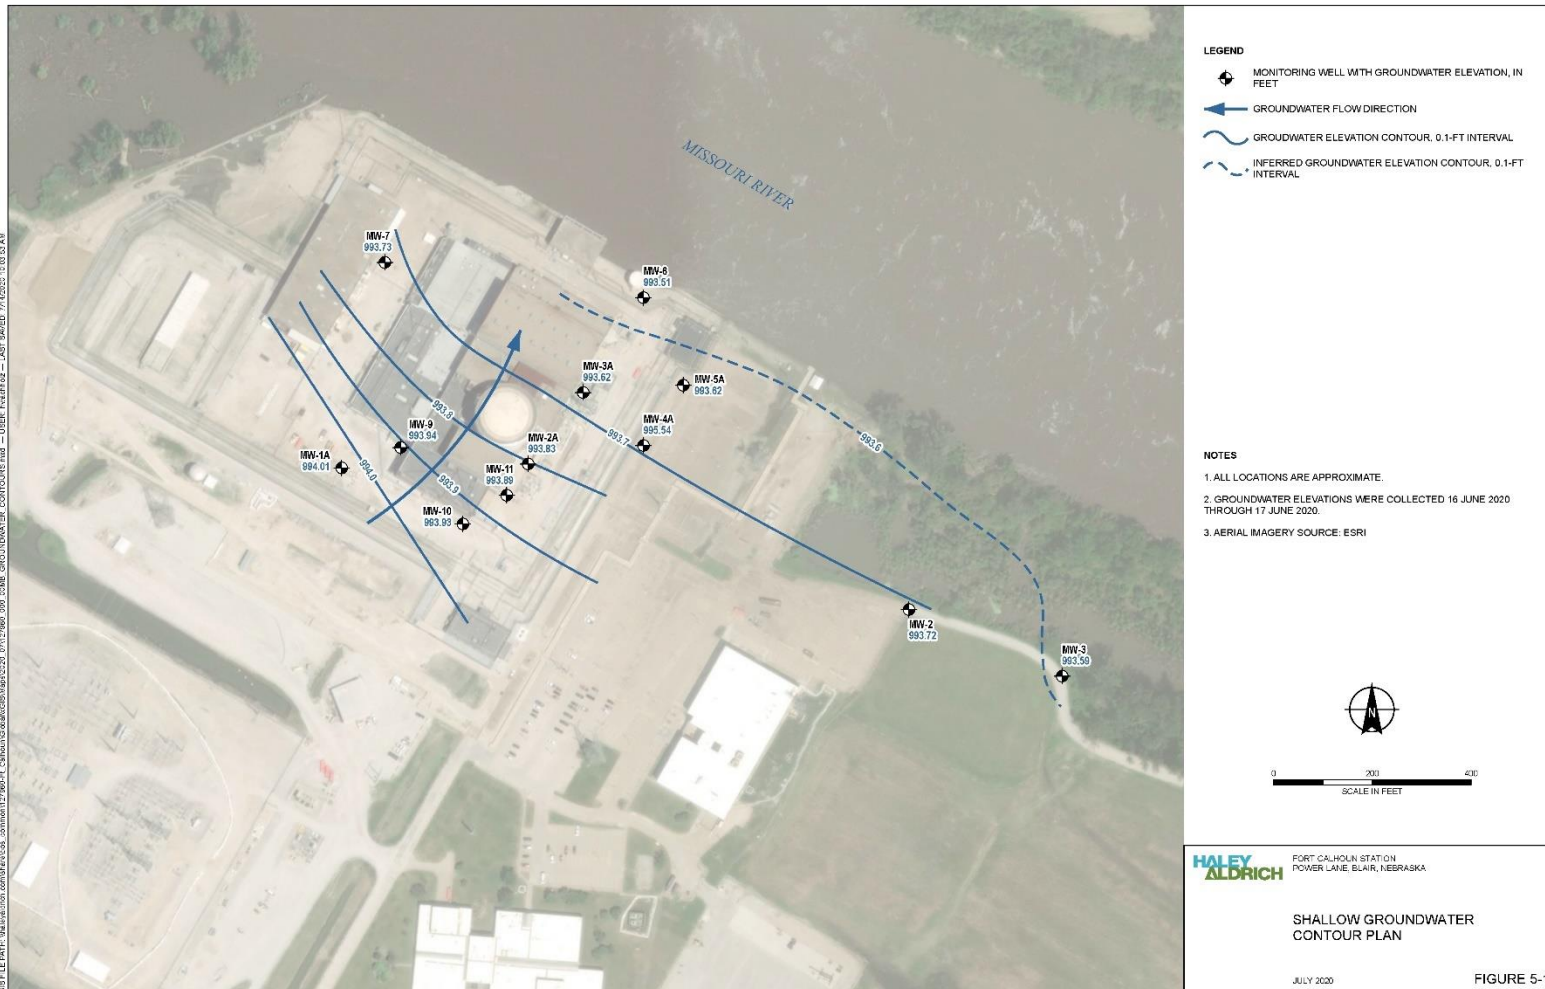 MISSOURI RIVER
MW-7
993.73
MW-6
993.51
MW-3A
993.62
MW-5A
993.62
MW-9
993.94
993.8
MW-4A
995.54
993.7
993.6
MW-2A
993.83
MW-1A
994.01
994.0
MW-11
993.89
993.9
MW-10
993.93
MW-2
993.72
MW-3
993.59
LEGEND
MONITORING WELL WITH GROUNDWATER ELEVATION, IN
FEET
GROUNDWATER FLOW DIRECTION
GROUDWATER ELEVATION CONTOUR, 0.1-FT INTERVAL
INFERRED GROUNDWATER ELEVATION CONTOUR, 0.1-FT
INTERVAL
NOTES
1. ALL LOCATIONS ARE APPROXIMATE.
2. GROUNDWATER ELEVATIONS WERE COLLECTED 16 JUNE 2020
THROUGH 17 JUNE 2020.
3. AERIAL IMAGERY SOURCE: ESRI
N
0 200 400
SCALE IN FEET
HALEY
ALDRICH
FORT CALHOUN STATION
POWER LANE, BLAIR, NEBRASKA
SHALLOW GROUNDWATER
CONTOUR PLAN
JULY 2020
FIGURE 5-1